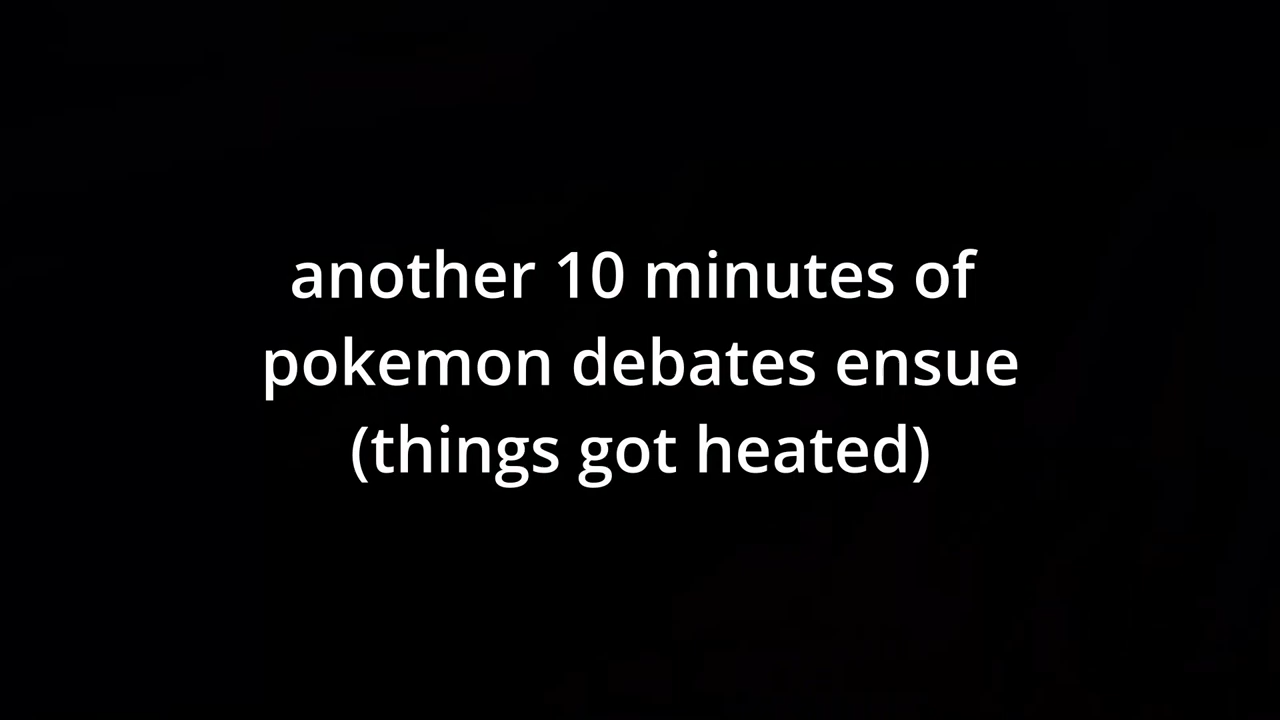 another 10 minutes of
pokemon debates ensue
(things got heated)